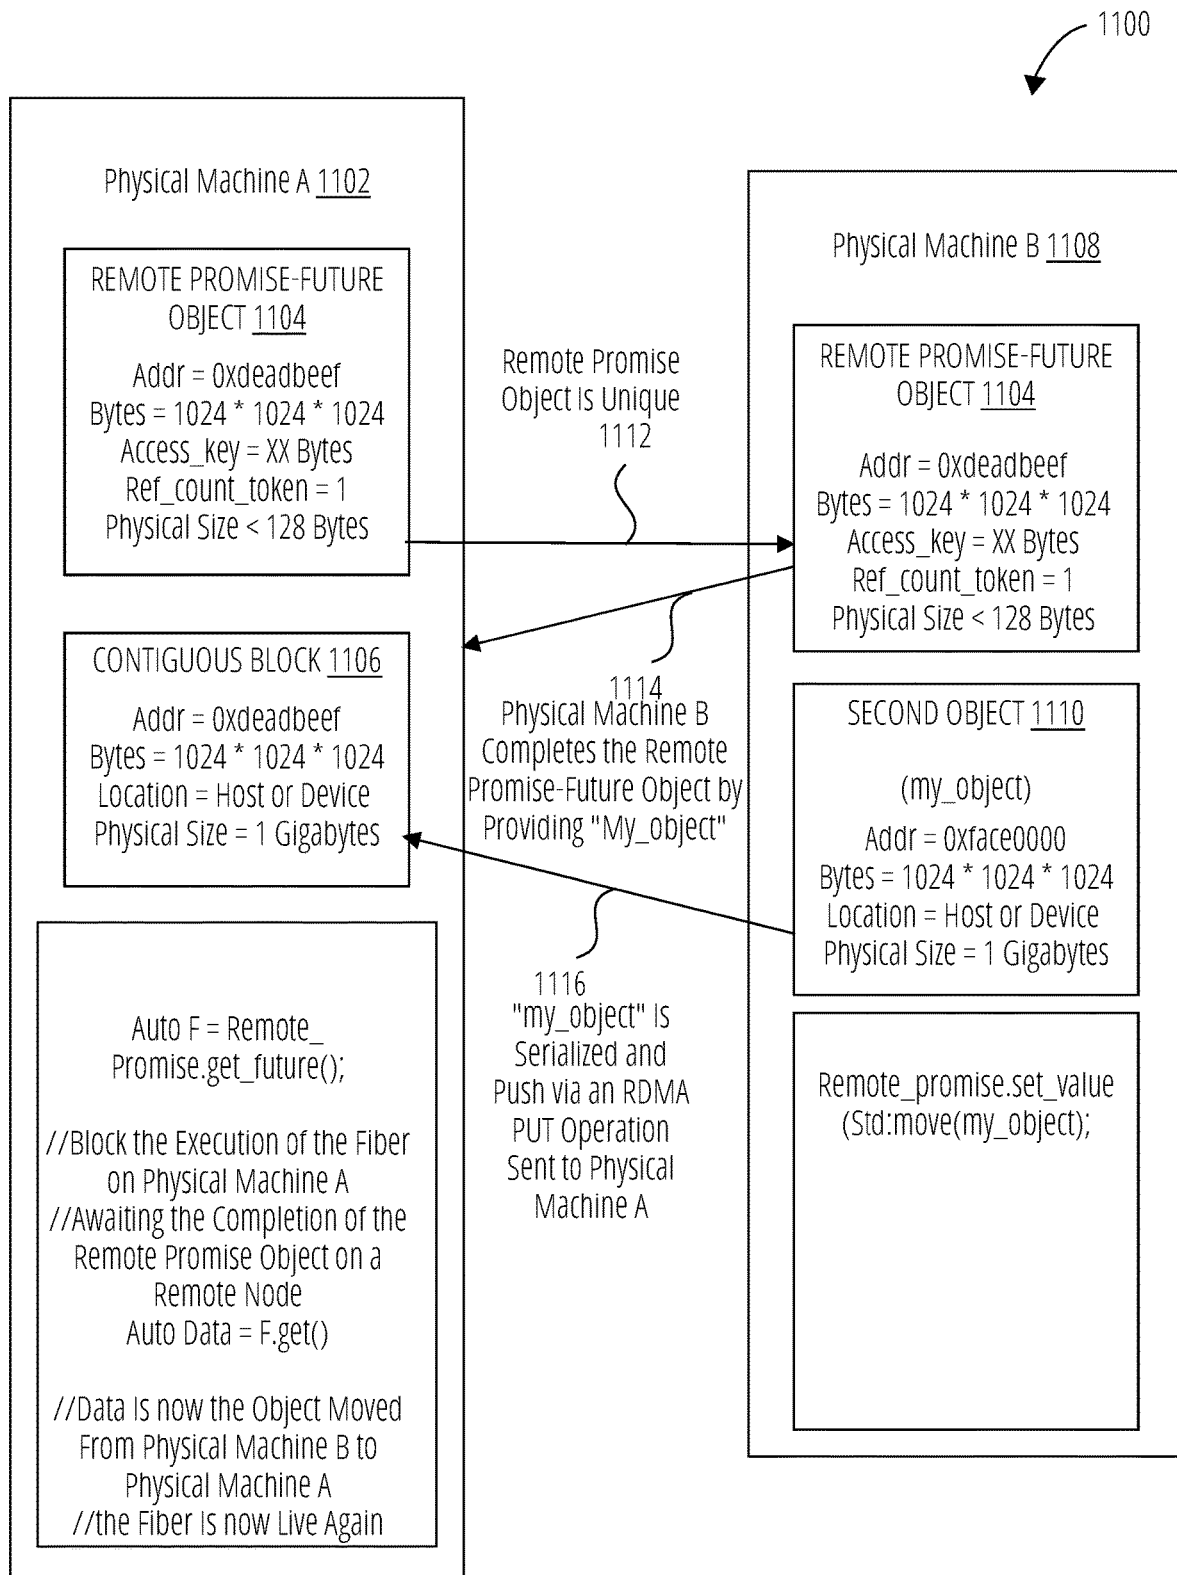 1100
Physical Machine A 1102
REMOTE PROMISE-FUTURE
OBJECT 1104
Addr = 0xdeadbeef
Bytes = 1024 * 1024 * 1024
Access_key = XX Bytes
Ref_count_token = 1
Physical Size < 128 Bytes
CONTIGUOUS BLOCK 1106
Addr = 0xdeadbeef
Bytes = 1024 * 1024 * 1024
Location = Host or Device
Physical Size = 1 Gigabytes
Auto F = Remote_
Promise.get_future();
//Block the Execution of the Fiber
on Physical Machine A
//Awaiting the Completion of the
Remote Promise Object on a
Remote Node
Auto Data = F.get()
//Data Is now the Object Moved
From Physical Machine B to
Physical Machine A
//the Fiber Is now Live Again
Remote Promise
Object Is Unique
1112
1114
Physical Machine B
Completes the Remote
Promise-Future Object by
Providing "My_object"
1116
"my_object" Is
Serialized and
Push via an RDMA
PUT Operation
Sent to Physical
Machine A
Physical Machine B 1108
REMOTE PROMISE-FUTURE
OBJECT 1104
Addr = 0xdeadbeef
Bytes = 1024 * 1024 * 1024
Access_key = XX Bytes
Ref_count_token = 1
Physical Size < 128 Bytes
SECOND OBJECT 1110
(my_object)
Addr = 0xface0000
Bytes = 1024 * 1024 * 1024
Location = Host or Device
Physical Size = 1 Gigabytes
Remote_promise.set_value
(Std:move(my_object);